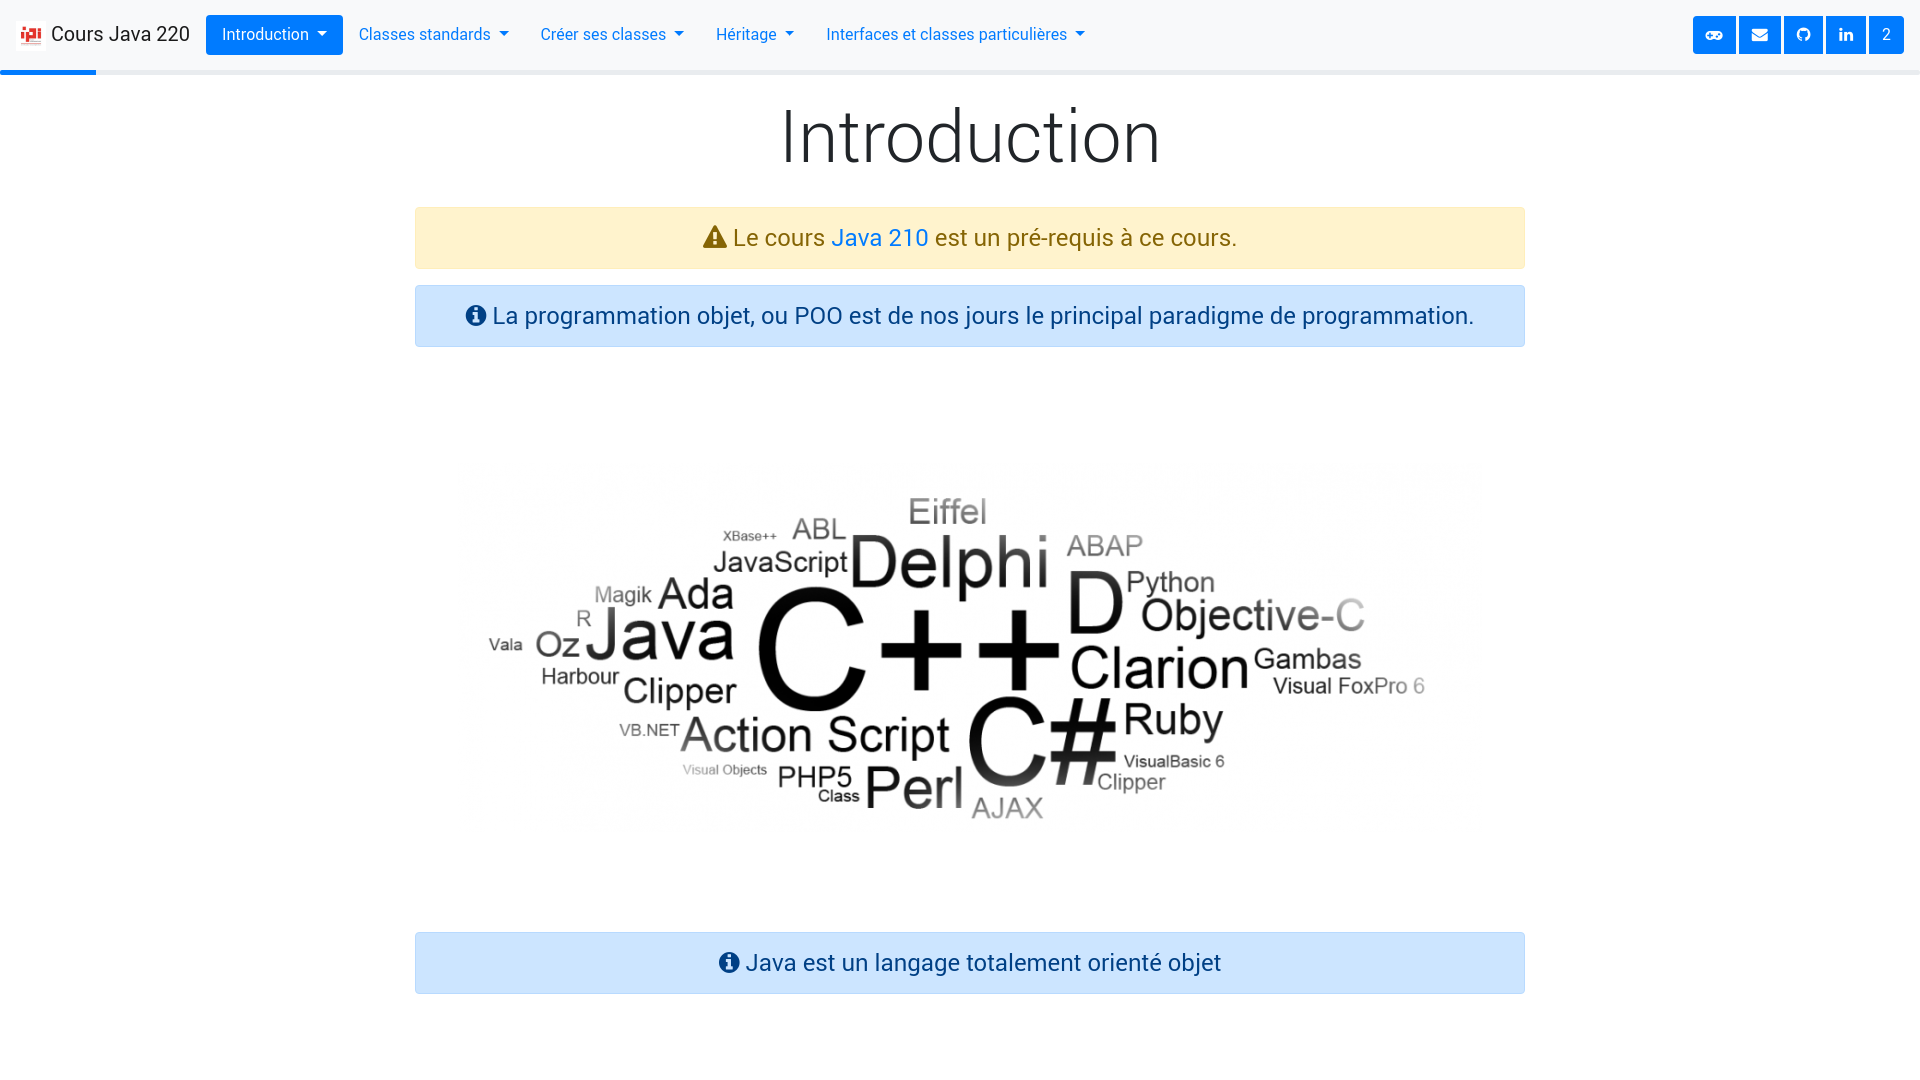 Cours Java 220
Introduction
Classes standards
Créer ses classes
Héritage
Interfaces et classes particulières
2
Introduction
Le cours Java 210 est un pré-requis à ce cours.
La programmation objet, ou POO est de nos jours le principal paradigme de programmation.
Eiffel
XBase++ ABL
JavaScript Delphi ABAP
Magik Ada D Python
R Java C++ Objective-C
Vala Oz Clarion Gambas
Harbour Clipper Visual FoxPro 6
VB.NET Action Script C# Ruby
Visual Objects PHP5 Perl VisualBasic 6
Class AJAX Clipper
Java est un langage totalement orienté objet